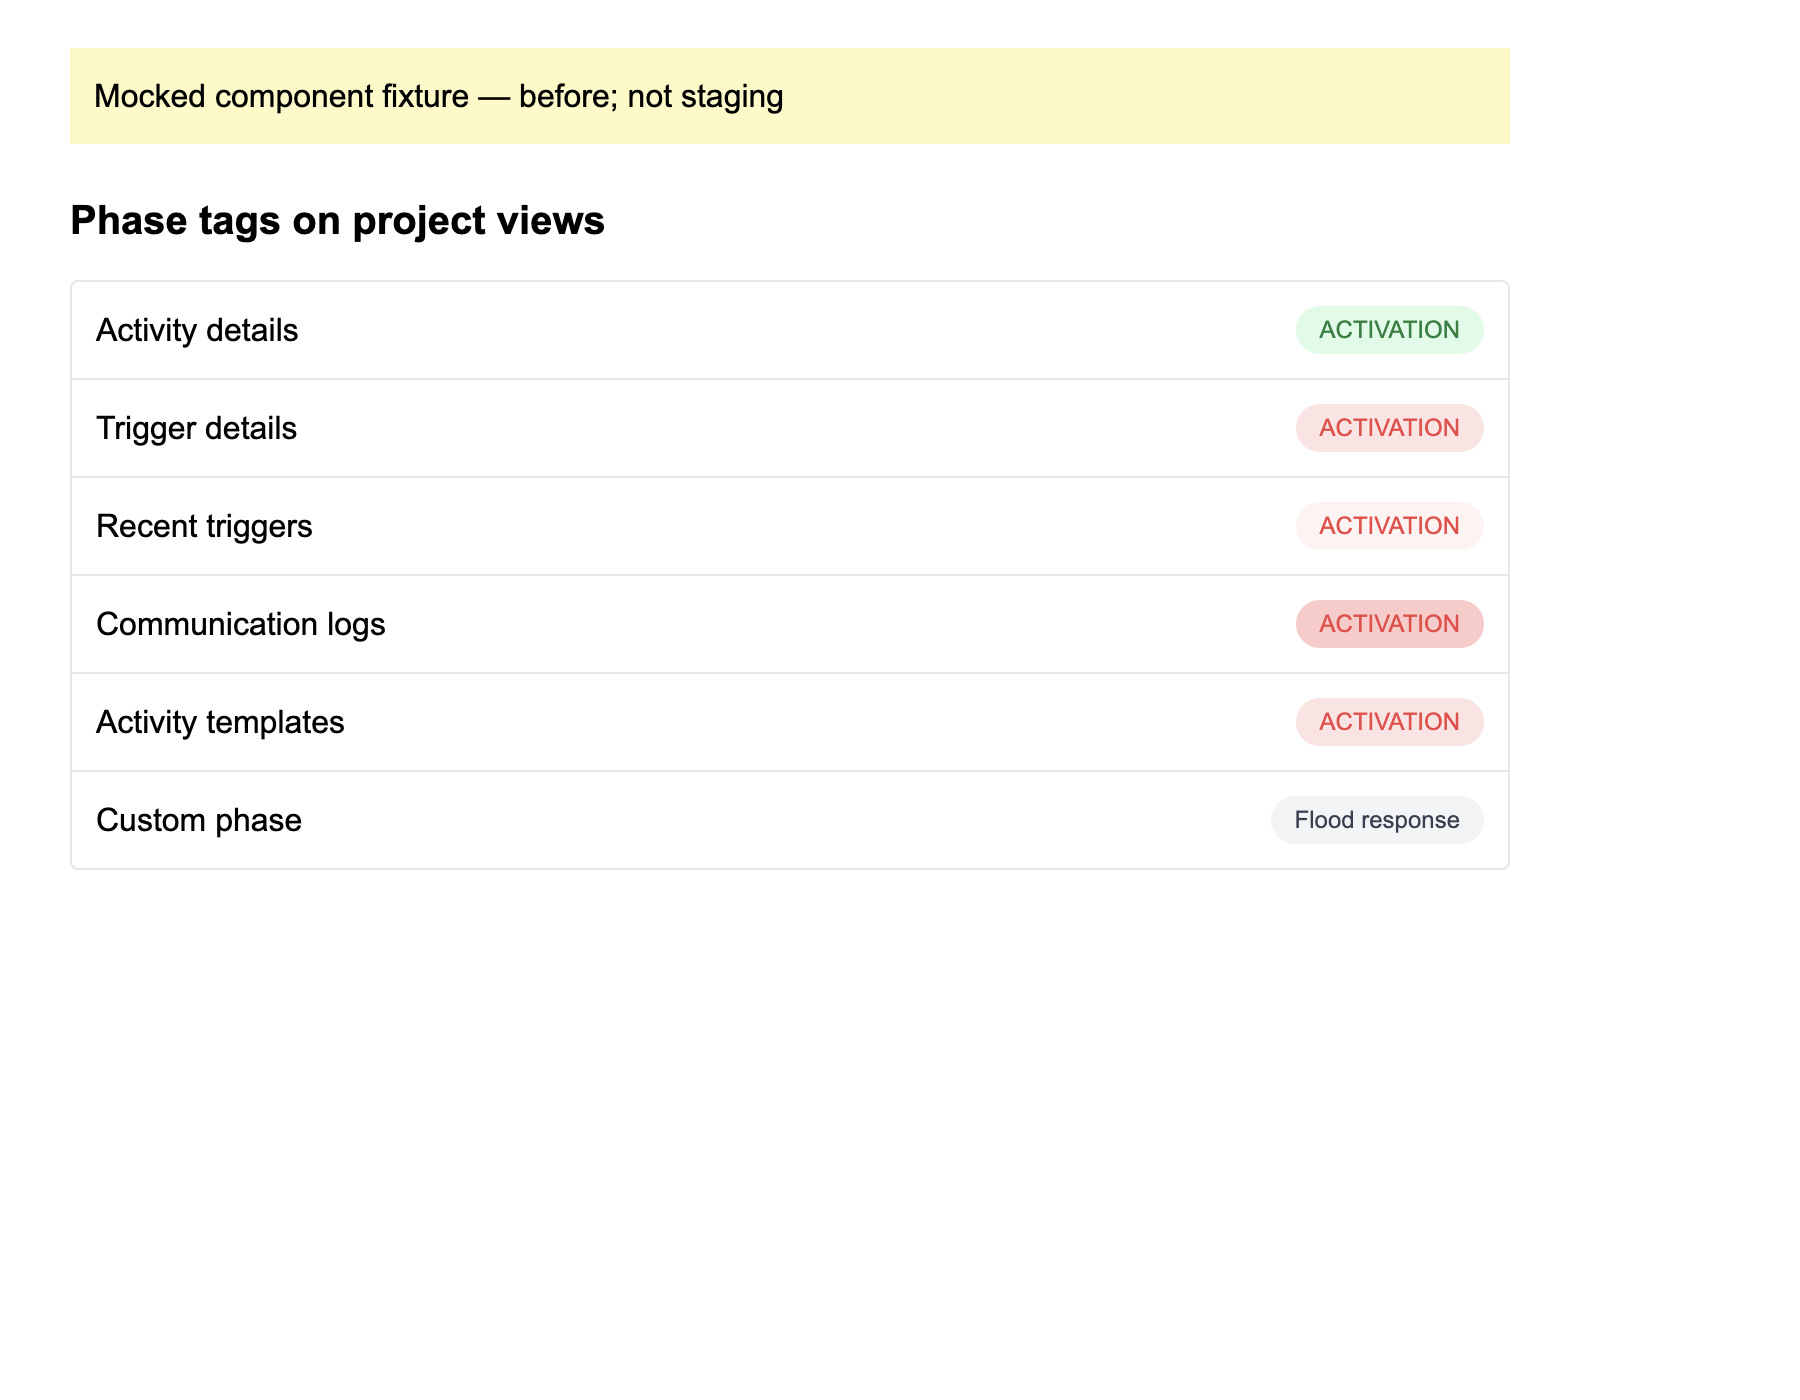 Mocked component fixture — before; not staging
Phase tags on project views
Activity details ACTIVATION
Trigger details ACTIVATION
Recent triggers ACTIVATION
Communication logs ACTIVATION
Activity templates ACTIVATION
Custom phase Flood response